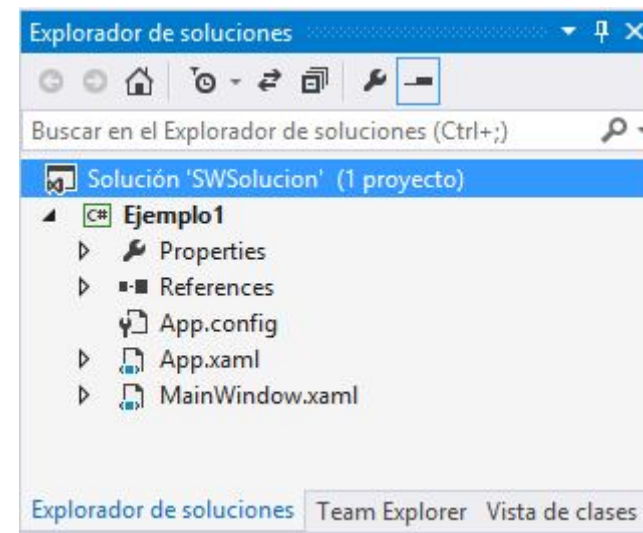 Explorador de soluciones
Buscar en el Explorador de soluciones (Ctrl+;)
Solución 'SWSolucion' (1 proyecto)
C# Ejemplo1
Properties
References
App.config
App.xaml
MainWindow.xaml
Explorador de soluciones Team Explorer Vista de clases